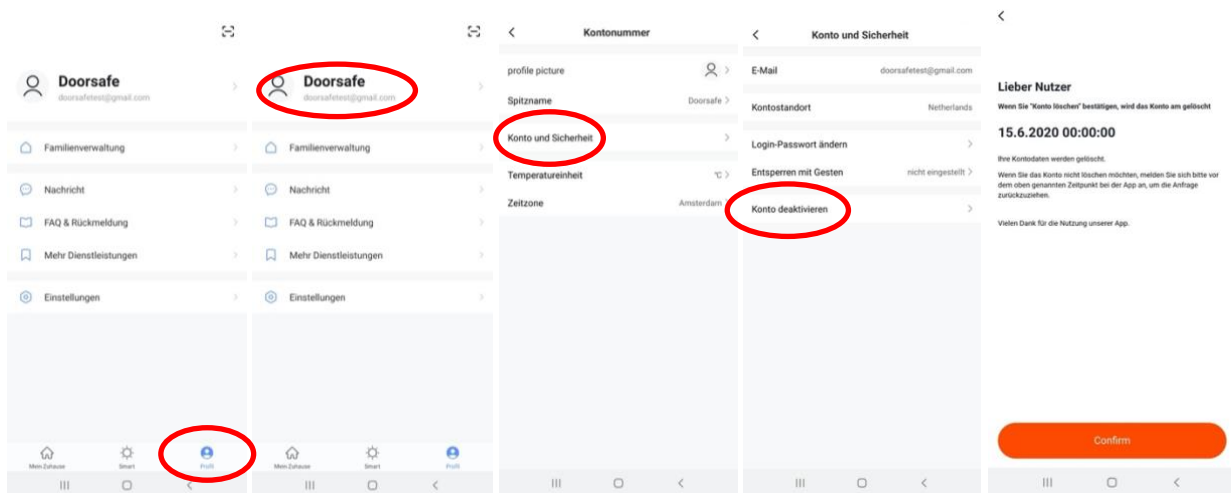 Doorsafe
doorsafetest@gmail.com
Familienverwaltung
Nachricht
FAQ & Rückmeldung
Mehr Dienstleistungen
Einstellungen
Mein Zuhause
Smart
Profil
Doorsafe
doorsafetest@gmail.com
Familienverwaltung
Nachricht
FAQ & Rückmeldung
Mehr Dienstleistungen
Einstellungen
Mein Zuhause
Smart
Profil
Kontonummer
profile picture
Spitzname Doorsafe
Konto und Sicherheit
Temperatureinheit °C
Zeitzone Amsterdam
Konto und Sicherheit
E-Mail doorsafetest@gmail.com
Kontostandort Netherlands
Login-Passwort ändern
Entsperren mit Gesten nicht eingestellt
Konto deaktivieren
Lieber Nutzer
Wenn Sie "Konto löschen" bestätigen, wird das Konto am gelöscht
15.6.2020 00:00:00
Ihre Kontodaten werden gelöscht.
Wenn Sie das Konto nicht löschen möchten, melden Sie sich bitte vor
dem oben genannten Zeitpunkt bei der App an, um die Anfrage
zurückzuziehen.
Vielen Dank für die Nutzung unserer App.
Confirm